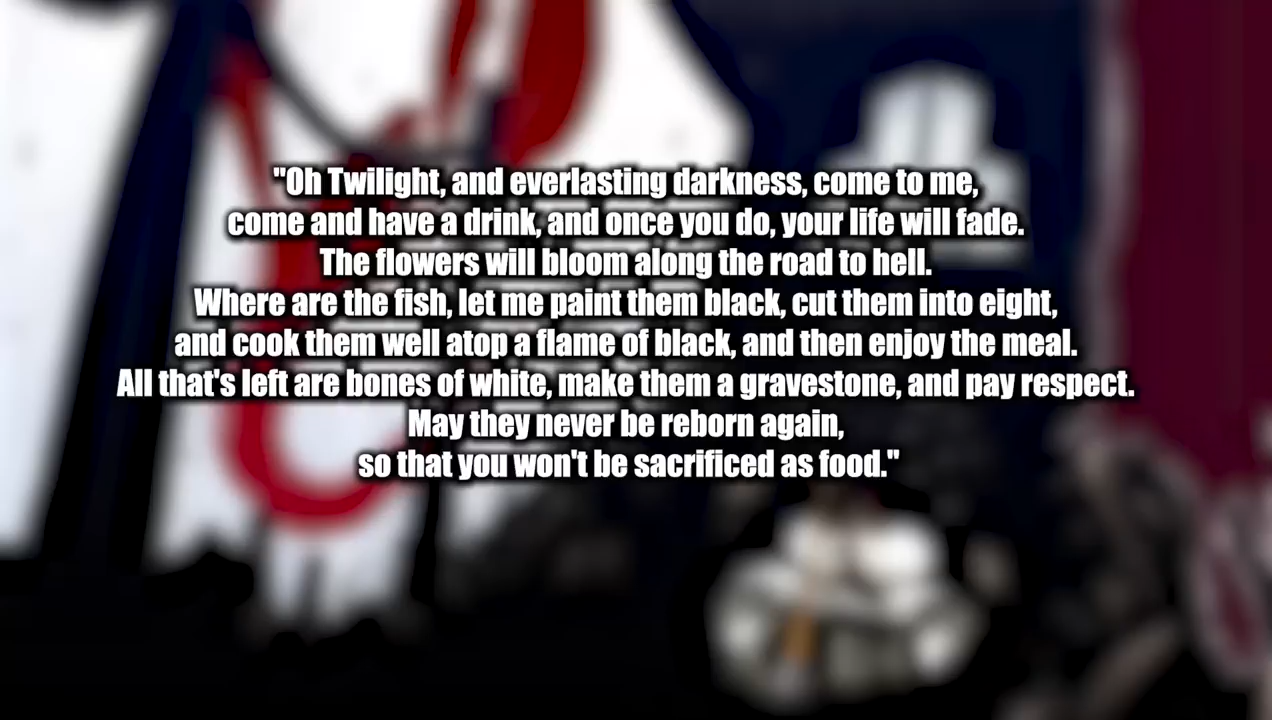 "Oh Twilight, and everlasting darkness, come to me,
come and have a drink, and once you do, your life will fade.
The flowers will bloom along the road to hell.
Where are the fish, let me paint them black, cut them into eight,
and cook them well atop a flame of black, and then enjoy the meal.
All that's left are bones of white, make them a gravestone, and pay respect.
May they never be reborn again,
so that you won't be sacrificed as food."